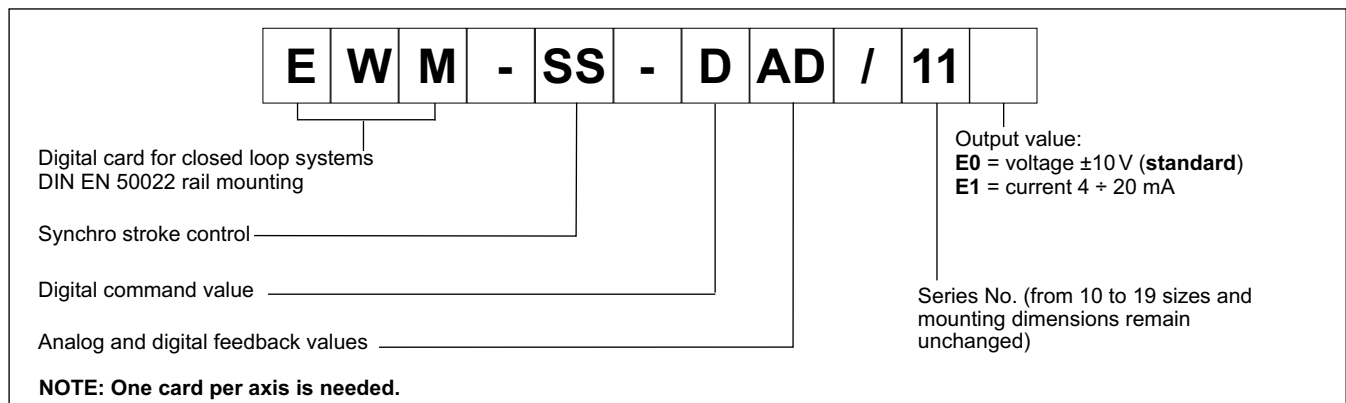 E W M - SS - D AD / 11
Digital card for closed loop systems
DIN EN 50022 rail mounting
Output value:
E0 = voltage ±10 V (standard)
E1 = current 4 ÷ 20 mA
Synchro stroke control
Digital command value
Series No. (from 10 to 19 sizes and
mounting dimensions remain
unchanged)
Analog and digital feedback values
NOTE: One card per axis is needed.